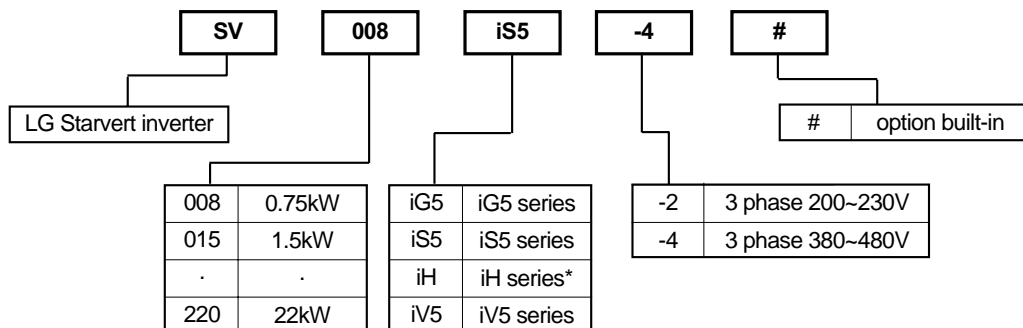 SV 008 iS5 -4 #
LG Starvert inverter
# option built-in
008 0.75kW
015 1.5kW
. .
220 22kW
iG5 iG5 series
iS5 iS5 series
iH iH series*
iV5 iV5 series
-2 3 phase 200~230V
-4 3 phase 380~480V